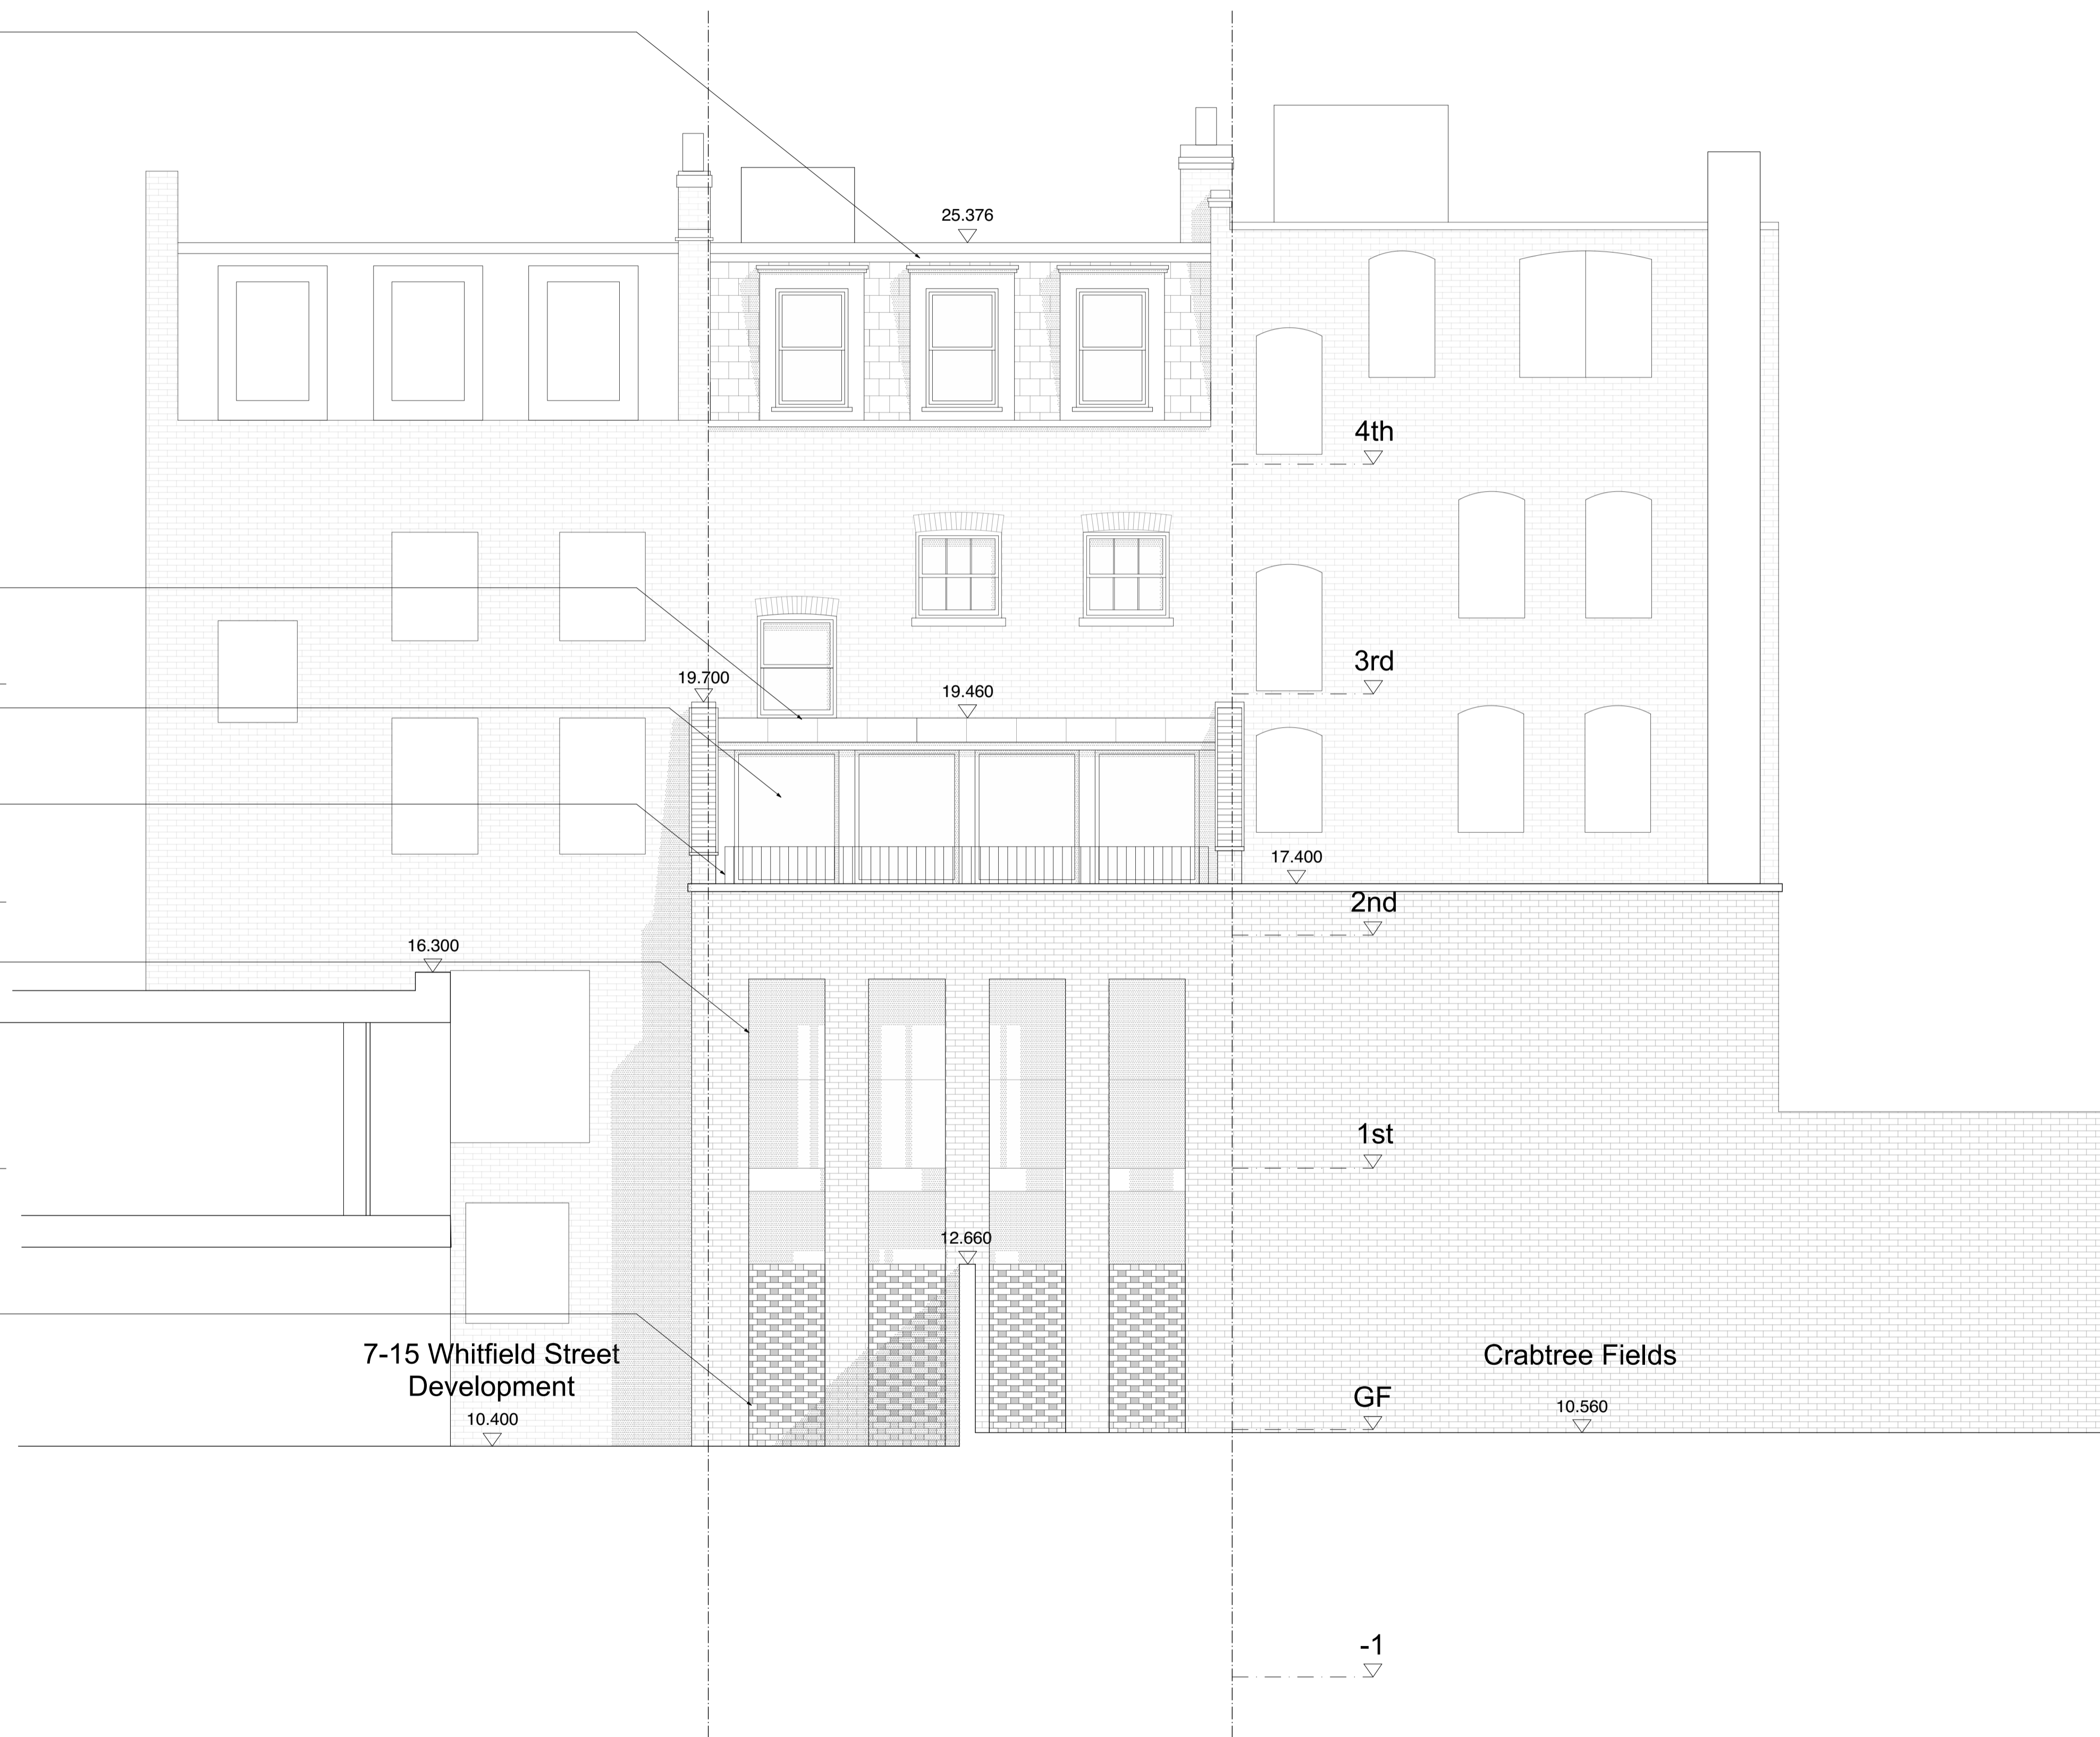 25.376
4th
3rd
19.700
19.460
17.400
2nd
16.300
1st
12.660
7-15 Whitfield Street
Development
10.400
GF
Crabtree Fields
10.560
-1